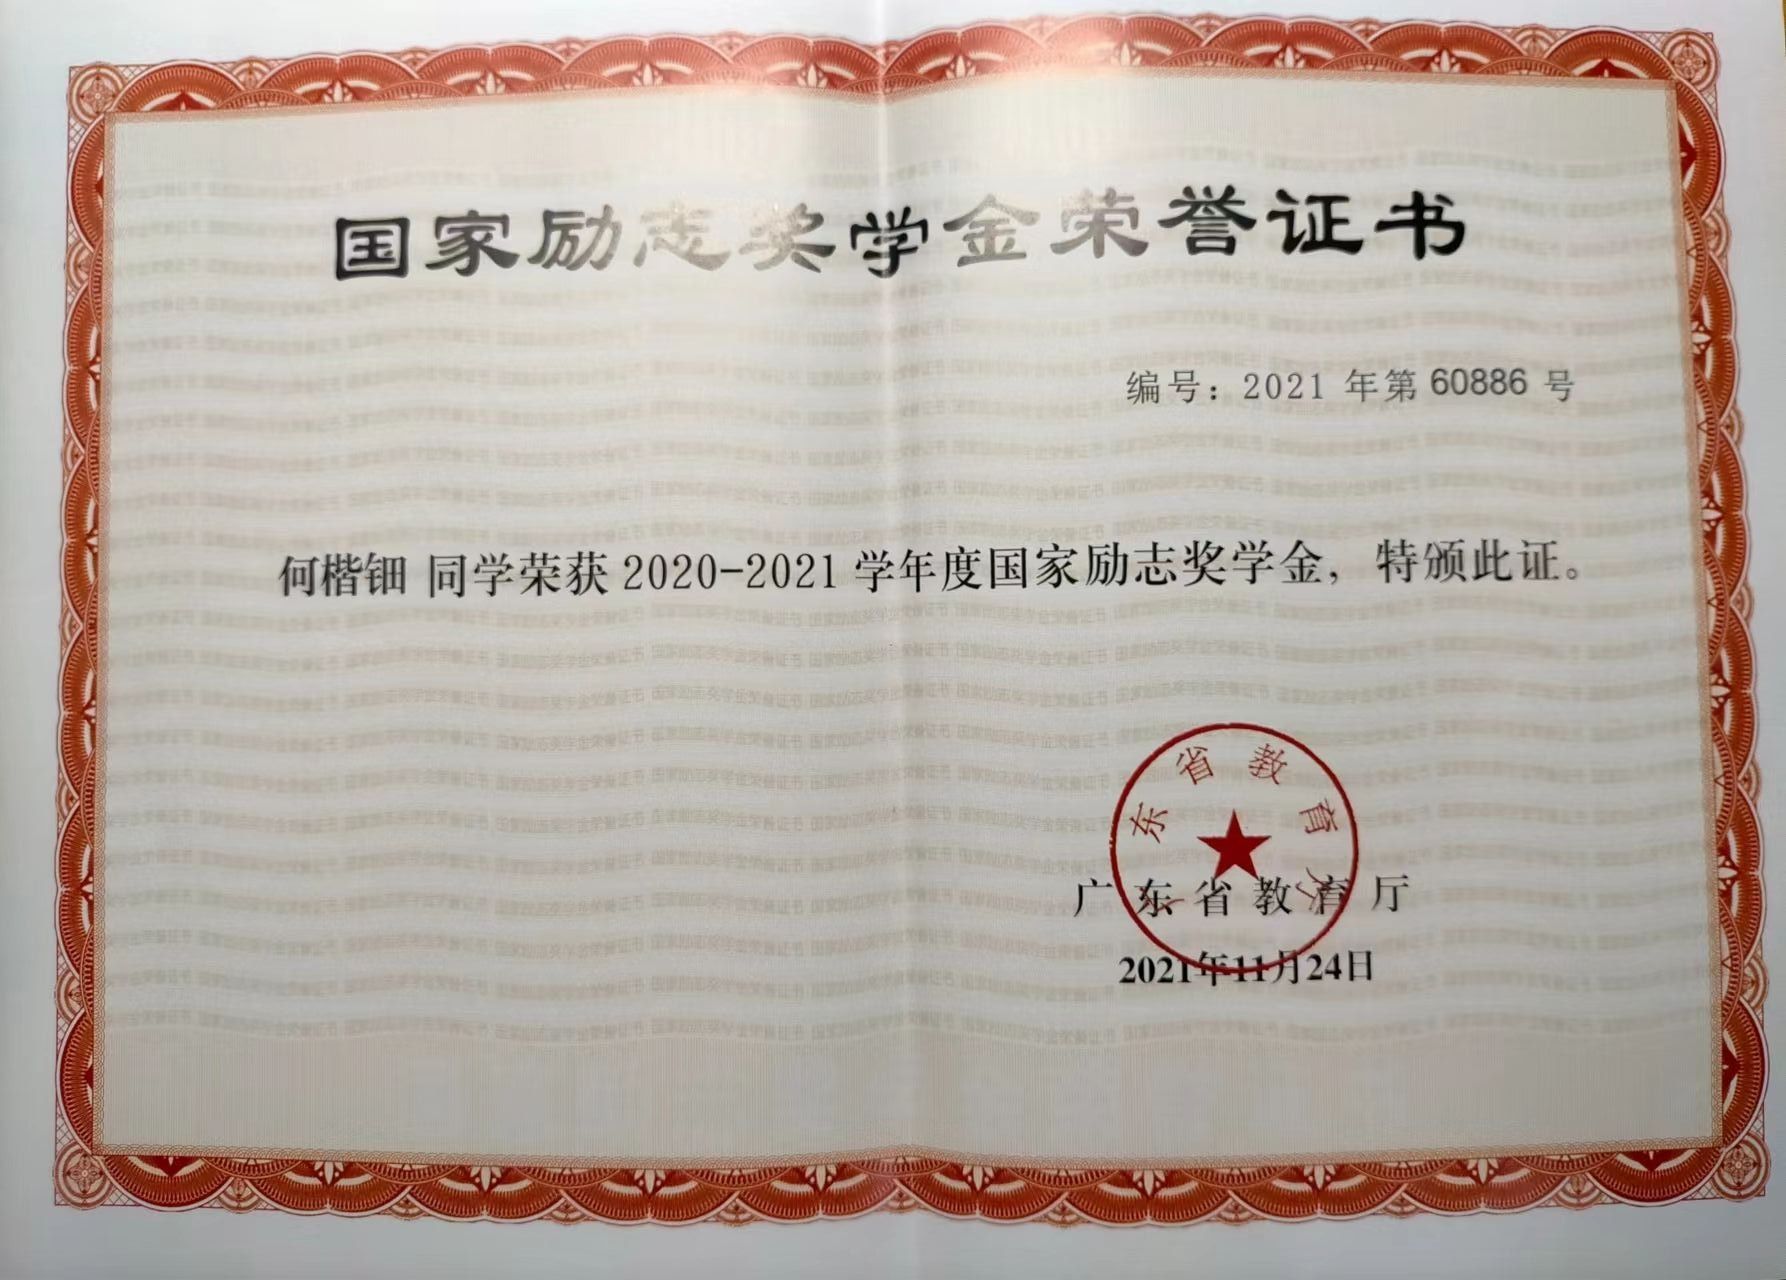 国家励志奖学金荣誉证书
编号：2021 年第 60886 号
何楷钿 同学荣获 2020-2021 学年度国家励志奖学金，特颁此证。
广东省教育厅
广东省教育厅
2021年11月24日